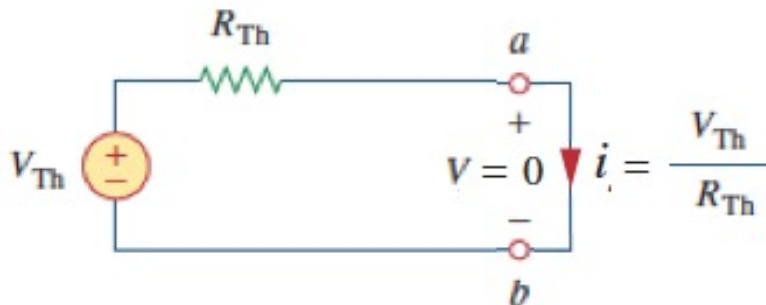 R_Th
a
+
V_Th
+
−
V = 0
i = V_Th / R_Th
−
b